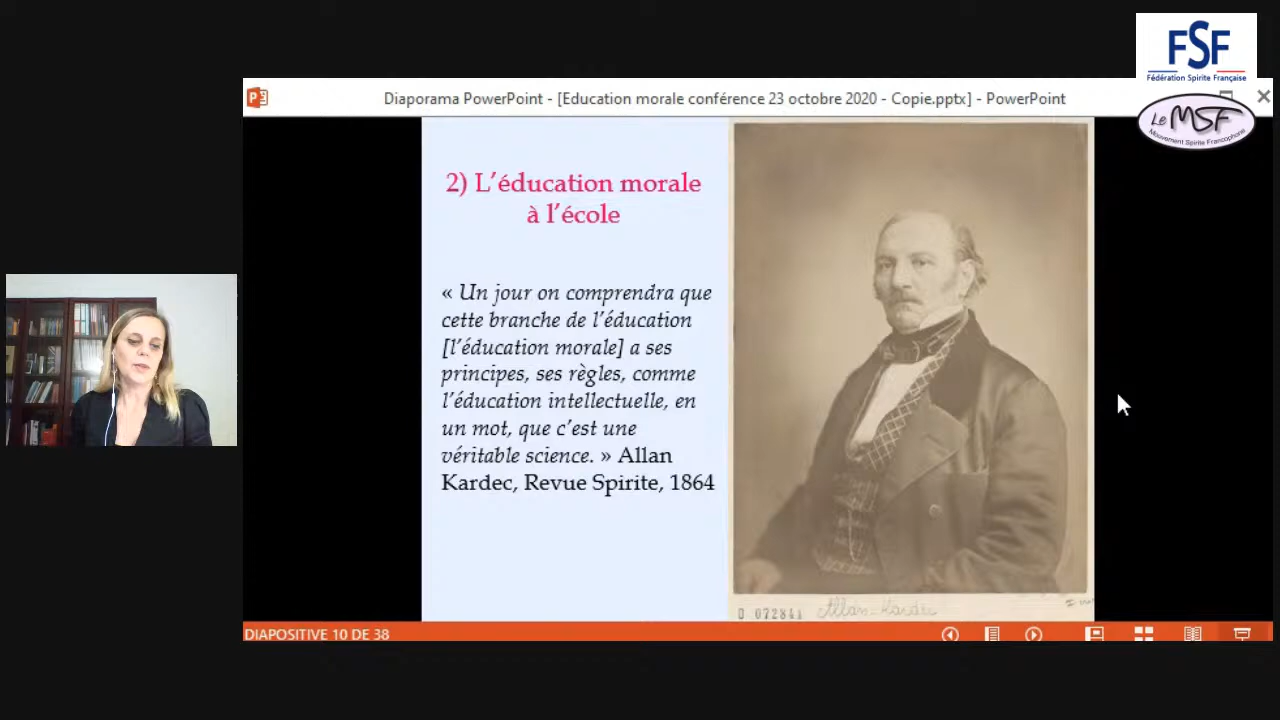 FSF
Fédération Spirite Française
Diaporama PowerPoint - [Education morale conférence 23 octobre 2020 - Copie.pptx] - PowerPoint
Le MSF
Mouvement Spirite Francophone
2) L’éducation morale
à l’école
« Un jour on comprendra que
cette branche de l’éducation
[l’éducation morale] a ses
principes, ses règles, comme
l’éducation intellectuelle, en
un mot, que c’est une
véritable science. » Allan
Kardec, Revue Spirite, 1864
0 072841 Allan-Kardec
DIAPOSITIVE 10 DE 38